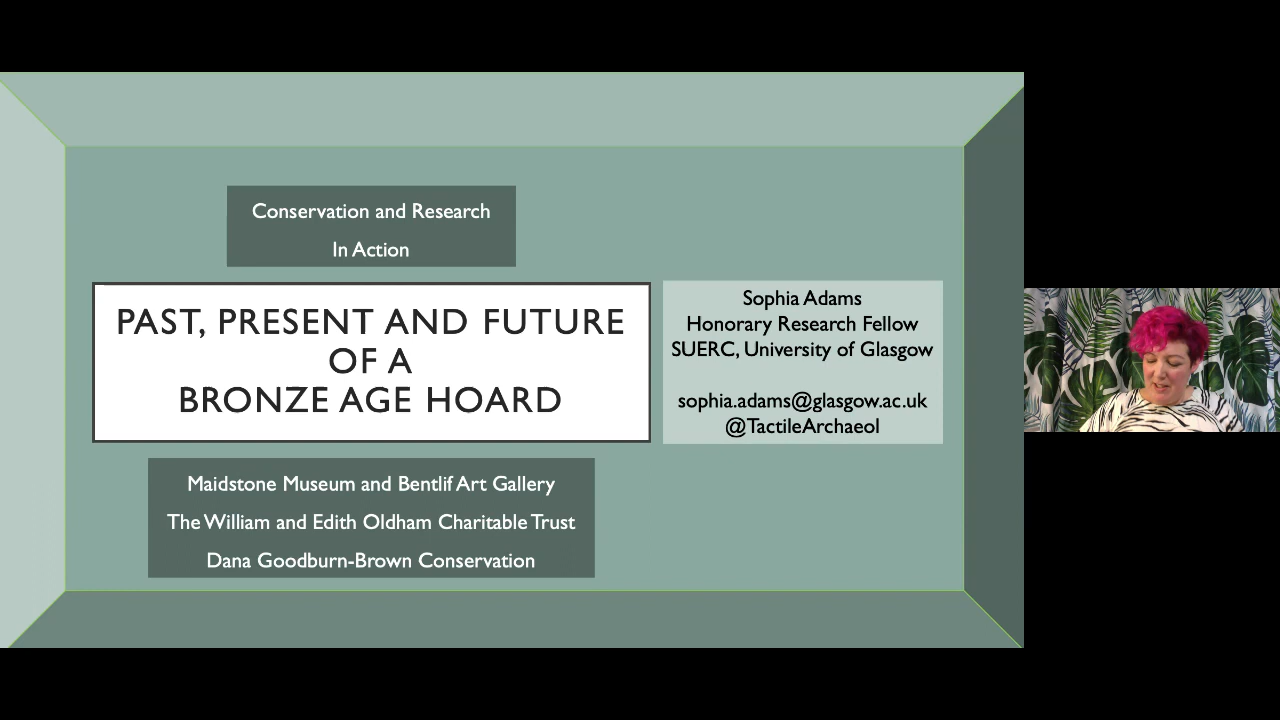 Conservation and Research
In Action
PAST, PRESENT AND FUTURE
OF A
BRONZE AGE HOARD
Sophia Adams
Honorary Research Fellow
SUERC, University of Glasgow
sophia.adams@glasgow.ac.uk
@TactileArchaeol
Maidstone Museum and Bentlif Art Gallery
The William and Edith Oldham Charitable Trust
Dana Goodburn-Brown Conservation